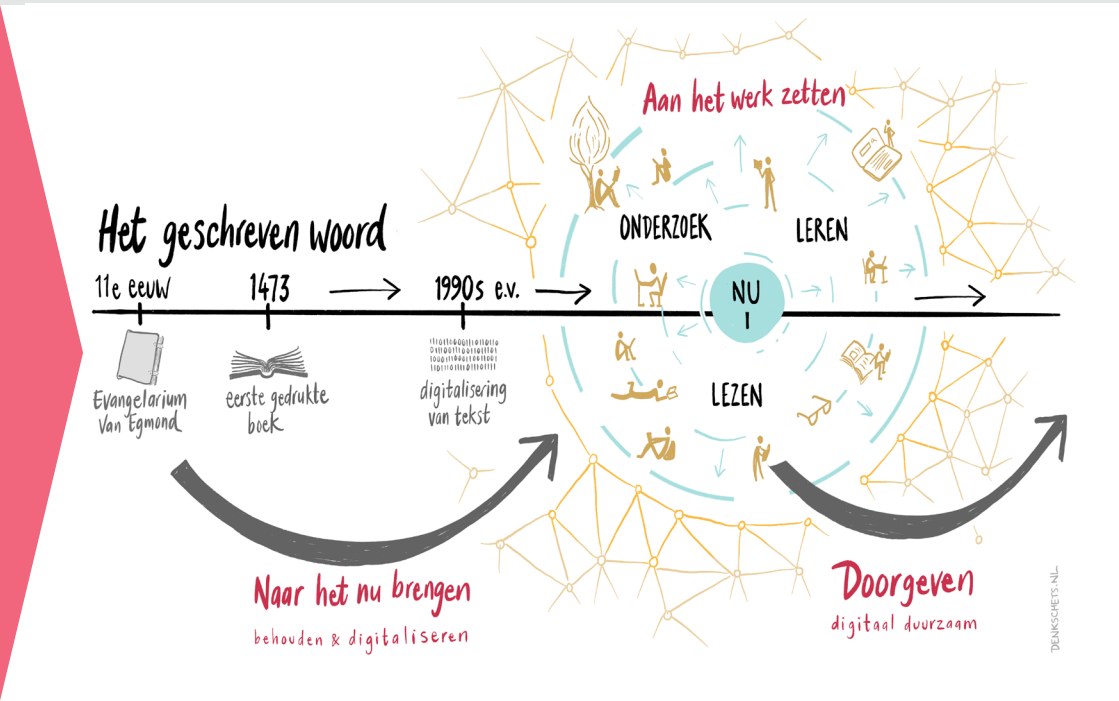 Aan het werk zetten
Het geschreven woord
ONDERZOEK
LEREN
11e eeuw
1473
1990s e.v.
NU
Evangelarium
Van Egmond
eerste gedrukte
boek
digitalisering
van tekst
LEZEN
Naar het nu brengen
behouden & digitaliseren
Doorgeven
digitaal duurzaam
DENKSCHETS.NL